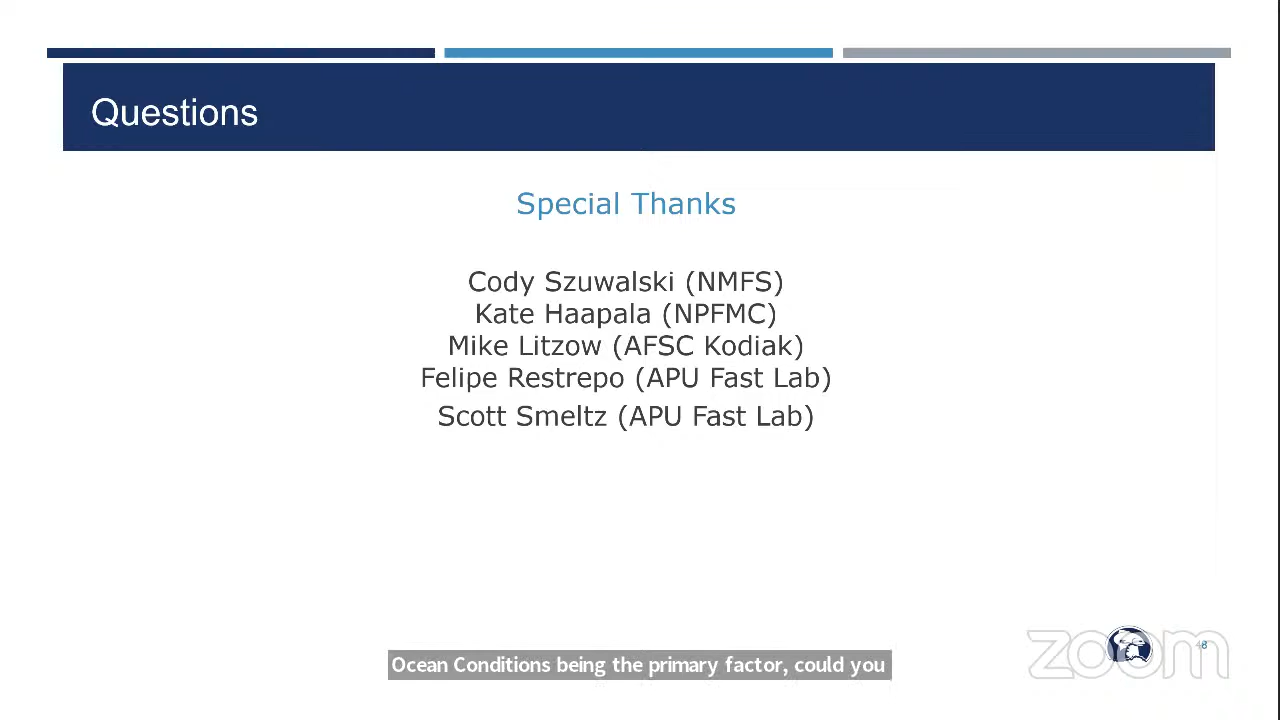 Questions
Special Thanks
Cody Szuwalski (NMFS)
Kate Haapala (NPFMC)
Mike Litzow (AFSC Kodiak)
Felipe Restrepo (APU Fast Lab)
Scott Smeltz (APU Fast Lab)
Ocean Conditions being the primary factor, could you
zoom